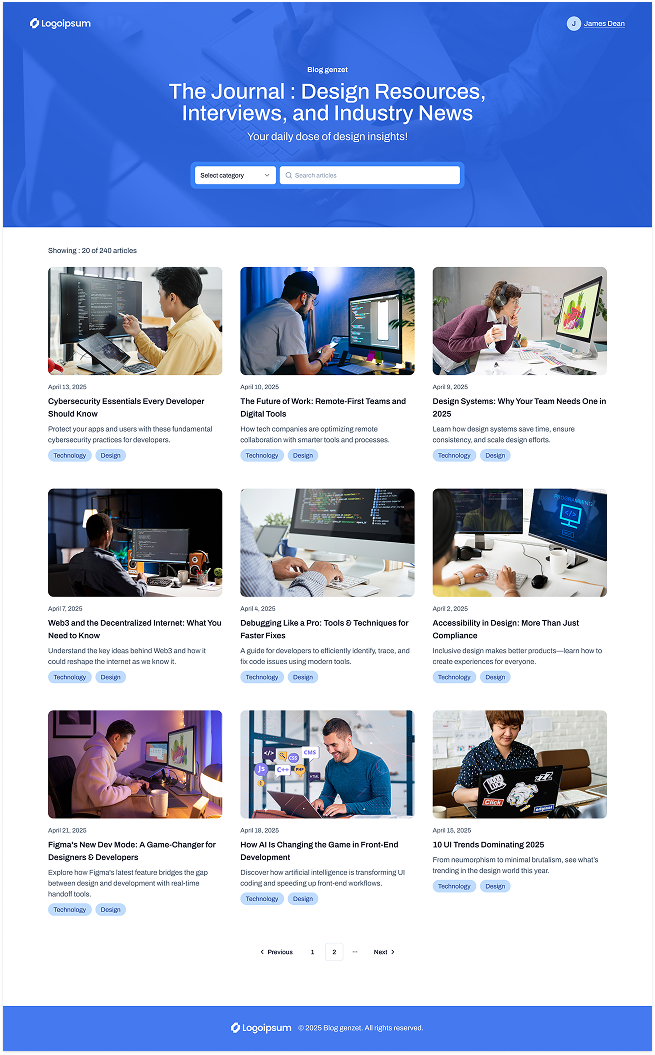 Logoipsum
J James Dean
Blog genzet
The Journal : Design Resources,
Interviews, and Industry News
Your daily dose of design insights!
Select category
Search articles
Showing : 20 of 240 articles
April 13, 2025
Cybersecurity Essentials Every Developer
Should Know
Protect your apps and users with these fundamental
cybersecurity practices for developers.
Technology Design
April 10, 2025
The Future of Work: Remote-First Teams and
Digital Tools
How tech companies are optimizing remote
collaboration with smarter tools and processes.
Technology Design
April 9, 2025
Design Systems: Why Your Team Needs One in
2025
Learn how design systems save time, ensure
consistency, and scale design efforts.
Technology Design
PROGRAMMING
</>
April 7, 2025
Web3 and the Decentralized Internet: What You
Need to Know
Understand the key ideas behind Web3 and how it
could reshape the internet as we know it.
Technology Design
April 4, 2025
Debugging Like a Pro: Tools & Techniques for
Faster Fixes
A guide for developers to efficiently identify, trace, and
fix code issues using modern tools.
Technology Design
April 2, 2025
Accessibility in Design: More Than Just
Compliance
Inclusive design makes better products—learn how to
create experiences for everyone.
Technology Design
</>
CSS
CMS
Js
C++
PHP
HTML
Click
April 21, 2025
Figma's New Dev Mode: A Game-Changer for
Designers & Developers
Explore how Figma's latest feature bridges the gap
between design and development with real-time
handoff tools.
Technology Design
April 19, 2025
How AI Is Changing the Game in Front-End
Development
Discover how artificial intelligence is transforming UI
coding and speeding up front-end workflows.
Technology Design
April 15, 2025
10 UI Trends Dominating 2025
From neumorphism to minimal brutalism, see what's
trending in the design world this year.
Technology Design
Previous 1 2 ... Next
Logoipsum © 2025 Blog genzet. All rights reserved.